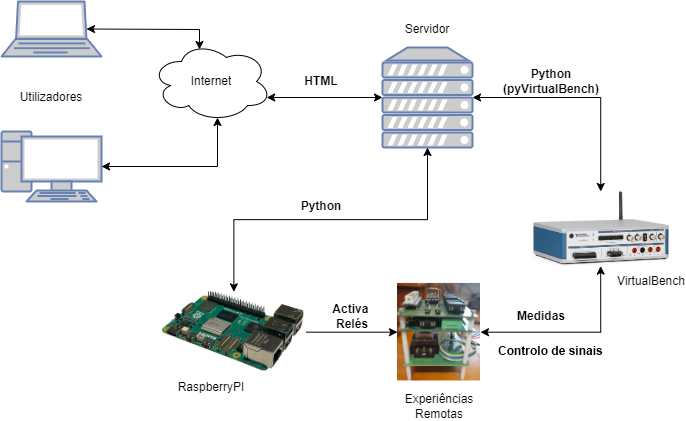 Servidor
Internet
HTML
Python
(pyVirtualBench)
Utilizadores
Python
VirtualBench
Activa
Relés
Medidas
Controlo de sinais
RaspberryPI
Experiências
Remotas